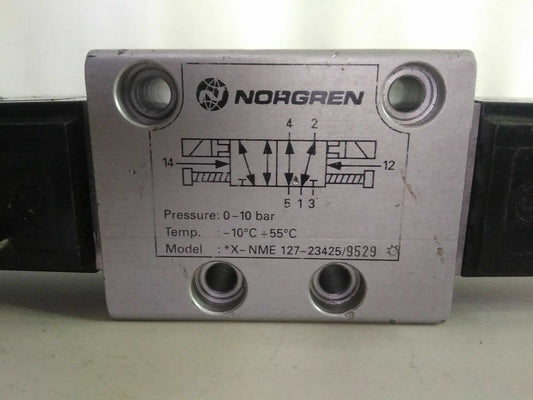 NORGREN
4 2
14 12
5 1 3
Pressure: 0-10 bar
Temp. : -10°C ÷ 55°C
Model : *X-NME 127-23425/9529